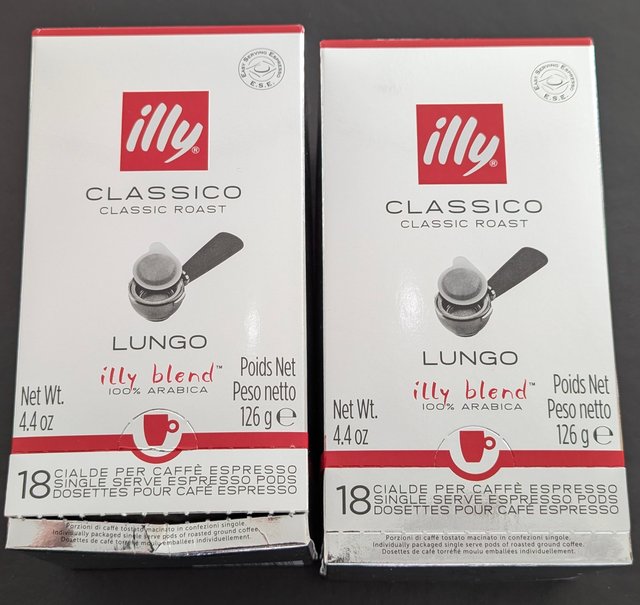 EASY SERVING ESPRESSO
E.S.E.
illy®
CLASSICO
CLASSIC ROAST
LUNGO
illy blend™
100% ARABICA
Net Wt.
4.4 oz
Poids Net
Peso netto
126 g ℮
18 CIALDE PER CAFFÈ ESPRESSO
SINGLE SERVE ESPRESSO PODS
DOSETTES POUR CAFÉ ESPRESSO
Porzioni di caffè tostato macinato in confezioni singole.
Individually packaged single serve pods of roasted ground coffee.
Dosettes de café torréfié moulu emballées individuellement.
EASY SERVING ESPRESSO
E.S.E.
illy®
CLASSICO
CLASSIC ROAST
LUNGO
illy blend™
100% ARABICA
Net Wt.
4.4 oz
Poids Net
Peso netto
126 g ℮
18 CIALDE PER CAFFÈ ESPRESSO
SINGLE SERVE ESPRESSO PODS
DOSETTES POUR CAFÉ ESPRESSO
Porzioni di caffè tostato macinato in confezioni singole.
Individually packaged single serve pods of roasted ground coffee.
Dosettes de café torréfié moulu emballées individuellement.